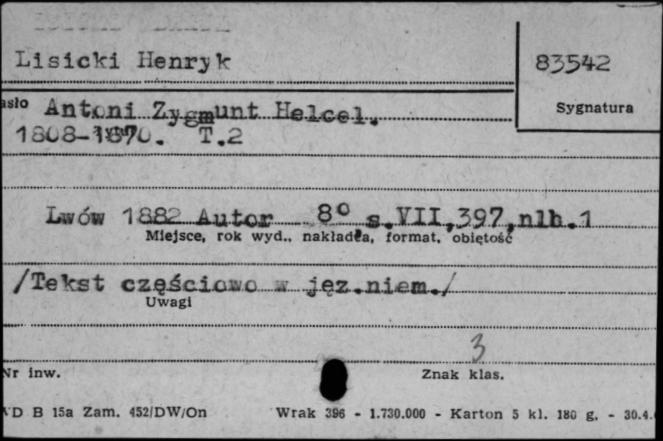 Lisicki Henryk
83542
asło Antoni Zygmunt Helcel.
Sygnatura
1808-1870. T.2
Lwów 1882 Autor 8° s.VII,397,nlb.1
Miejsce, rok wyd., nakładca, format, obiętość
/Tekst częściowo w jęz.niem./
Uwagi
3
Nr inw.
Znak klas.
D B 15a Zam. 452/DW/On Wrak 396 - 1.730.000 - Karton 5 kl. 180 g. - 30.4.